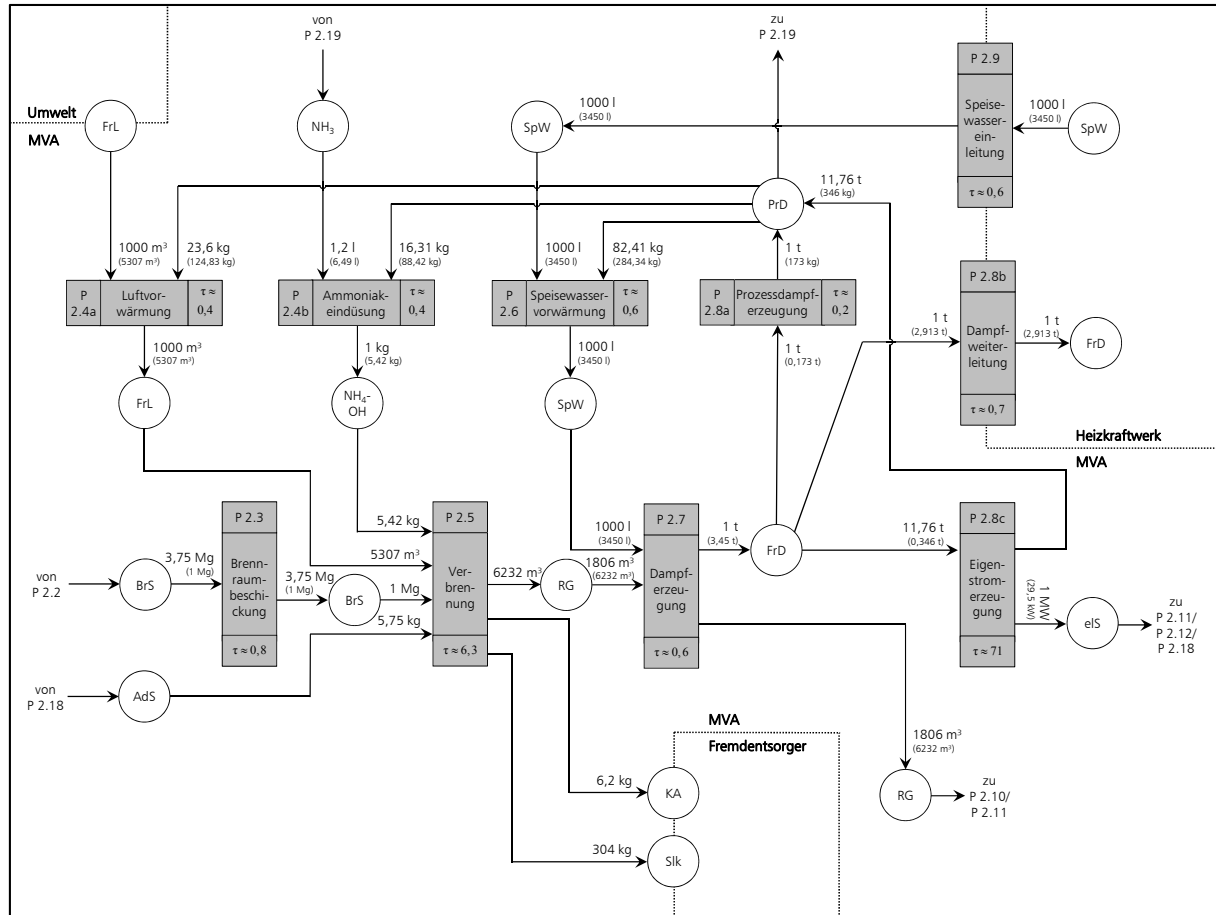 von
P 2.19
zu
P 2.19
Umwelt
MVA
FrL
NH₃
SpW
1000 l
(3450 l)
P 2.9
Speise-
wasser-
ein-
leitung
τ ≈ 0,6
1000 l
(3450 l)
SpW
PrD
11,76 t
(346 kg)
1000 m³
(5307 m³)
23,6 kg
(124,83 kg)
1,2 l
(6,49 l)
16,31 kg
(88,42 kg)
1000 l
(3450 l)
82,41 kg
(284,34 kg)
1 t
(173 kg)
P
2.4a
Luftvor-
wärmung
τ ≈
0,4
P
2.4b
Ammoniak-
eindüsung
τ ≈
0,4
P
2.6
Speisewasser-
vorwärmung
τ ≈
0,6
P
2.8a
Prozessdampf-
erzeugung
τ ≈
0,2
P 2.8b
Dampf-
weiter-
leitung
τ ≈ 0,7
1 t
(2,913 t)
1 t
(2,913 t)
FrD
1000 m³
(5307 m³)
1 kg
(5,42 kg)
1000 l
(3450 l)
1 t
(0,173 t)
FrL
NH₄-
OH
SpW
Heizkraftwerk
MVA
von
P 2.2
BrS
3,75 Mg
(1 Mg)
P 2.3
Brenn-
raum-
beschi-
ckung
τ ≈ 0,8
3,75 Mg
(1 Mg)
BrS
1 Mg
5,42 kg
5307 m³
5,75 kg
P 2.5
Ver-
bren-
nung
τ ≈ 6,3
6232 m³
RG
1806 m³
(6232 m³)
1000 l
(3450 l)
P 2.7
Dampf-
erzeu-
gung
τ ≈ 0,6
1 t
(3,45 t)
FrD
11,76 t
(0,346 t)
P 2.8c
Eigen-
strom-
erzeu-
gung
τ ≈ 71
1 MW
(29,5 kW)
elS
zu
P 2.11/
P 2.12/
P 2.18
von
P 2.18
AdS
MVA
Fremdentsorger
6,2 kg
KA
304 kg
Slk
1806 m³
(6232 m³)
RG
zu
P 2.10/
P 2.11